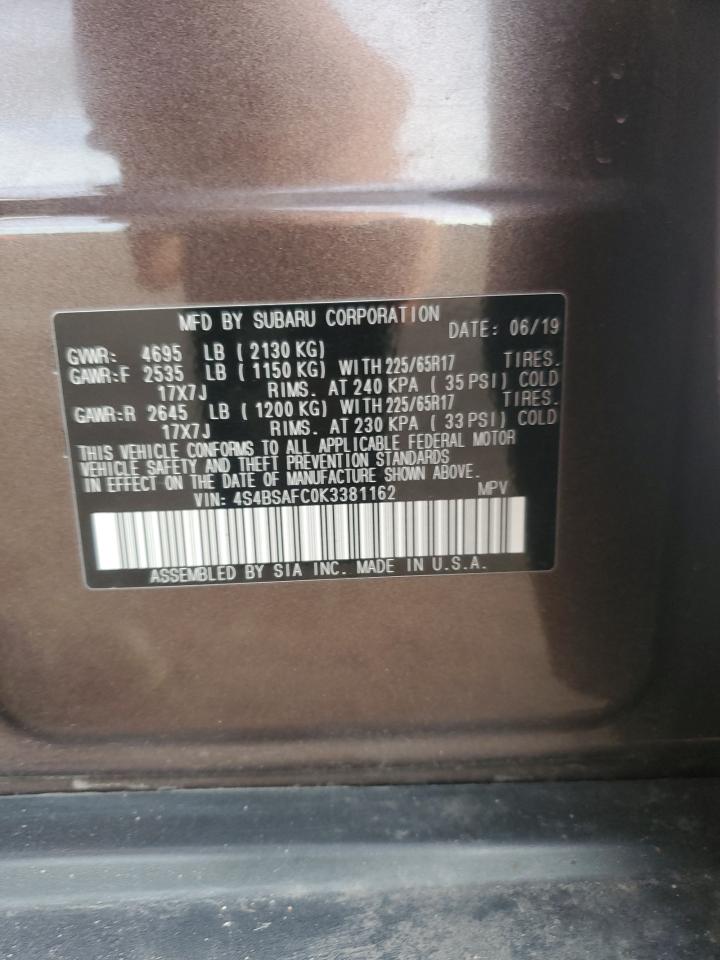 MFD BY SUBARU CORPORATION DATE: 06/19
GVWR: 4695 LB ( 2130 KG)
GAWR:F 2535 LB ( 1150 KG) WITH 225/65R17 TIRES.
17X7J RIMS. AT 240 KPA ( 35 PSI) COLD
GAWR:R 2645 LB ( 1200 KG) WITH 225/65R17 TIRES.
17X7J RIMS. AT 230 KPA ( 33 PSI) COLD
THIS VEHICLE CONFORMS TO ALL APPLICABLE FEDERAL MOTOR
VEHICLE SAFETY AND THEFT PREVENTION STANDARDS
IN EFFECT ON THE DATE OF MANUFACTURE SHOWN ABOVE.
VIN: 4S4BSAFC0K3381162 MPV
ASSEMBLED BY SIA INC. MADE IN U.S.A.